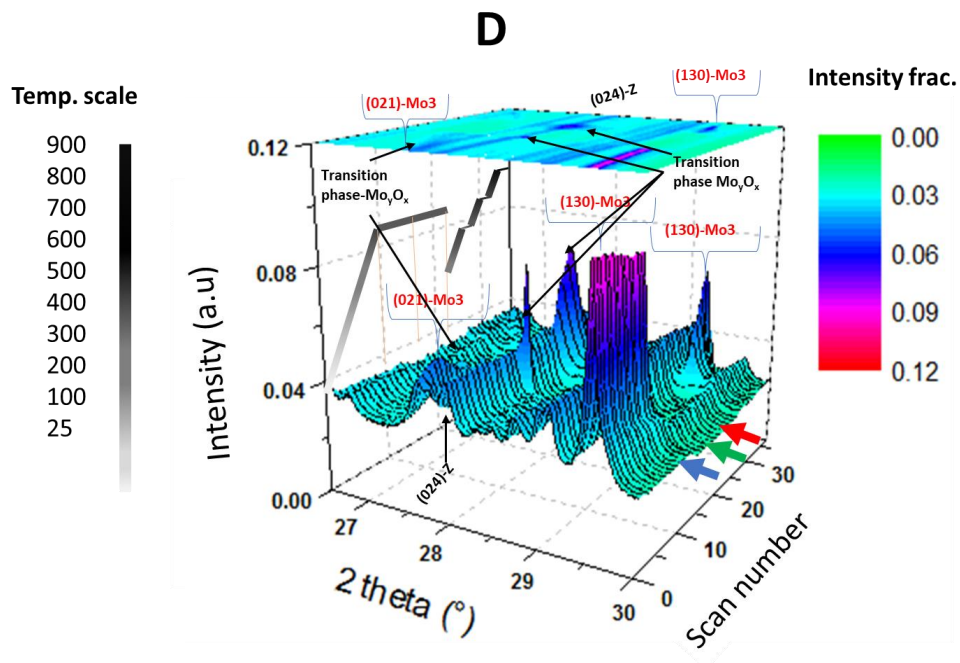 D
Temp. scale
900
800
700
600
500
400
300
200
100
25
Intensity (a.u)
0.12
0.08
0.04
0.00
(021)-Mo3
(024)-Z
(130)-Mo3
Transition
phase-MoyOx
Transition
phase MoyOx
(130)-Mo3
(130)-Mo3
(021)-Mo3
(024)-Z
27
28
29
30
2 theta (°)
0
10
20
30
Scan number
Intensity frac.
0.00
0.03
0.06
0.09
0.12